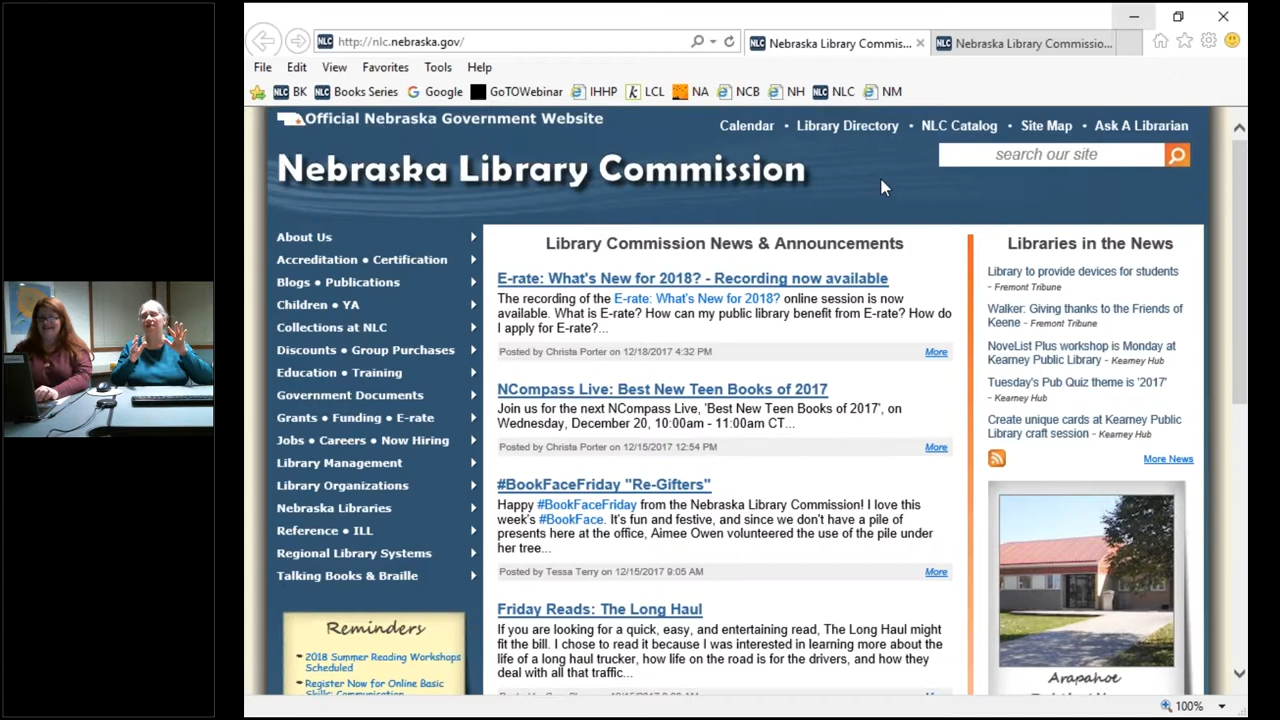 http://nlc.nebraska.gov/
NLC Nebraska Library Commis...
NLC Nebraska Library Commissio...
File Edit View Favorites Tools Help
NLC BK NLC Books Series Google GoTOWebinar IHHP LCL NA NCB NH NLC NLC NM
Official Nebraska Government Website
Calendar • Library Directory • NLC Catalog • Site Map • Ask A Librarian
search our site
Nebraska Library Commission
About Us
Accreditation • Certification
Blogs • Publications
Children • YA
Collections at NLC
Discounts • Group Purchases
Education • Training
Government Documents
Grants • Funding • E-rate
Jobs • Careers • Now Hiring
Library Management
Library Organizations
Nebraska Libraries
Reference • ILL
Regional Library Systems
Talking Books & Braille
Reminders
2018 Summer Reading Workshops
Scheduled
Register Now for Online Basic
Skills: Communication
Library Commission News & Announcements
E-rate: What's New for 2018? - Recording now available
The recording of the E-rate: What's New for 2018? online session is now
available. What is E-rate? How can my public library benefit from E-rate? How do
I apply for E-rate?...
Posted by Christa Porter on 12/18/2017 4:32 PM More
NCompass Live: Best New Teen Books of 2017
Join us for the next NCompass Live, 'Best New Teen Books of 2017', on
Wednesday, December 20, 10:00am - 11:00am CT...
Posted by Christa Porter on 12/15/2017 12:54 PM More
#BookFaceFriday "Re-Gifters"
Happy #BookFaceFriday from the Nebraska Library Commission! I love this
week's #BookFace. It's fun and festive, and since we don't have a pile of
presents here at the office, Aimee Owen volunteered the use of the pile under
her tree...
Posted by Tessa Terry on 12/15/2017 9:05 AM More
Friday Reads: The Long Haul
If you are looking for a quick, easy, and entertaining read, The Long Haul might
fit the bill. I chose to read it because I was interested in learning more about the
life of a long haul trucker, how life on the road is for the drivers, and how they
deal with all that traffic...
Libraries in the News
Library to provide devices for students
- Fremont Tribune
Walker: Giving thanks to the Friends of
Keene - Fremont Tribune
NoveList Plus workshop is Monday at
Kearney Public Library - Kearney Hub
Tuesday's Pub Quiz theme is '2017'
- Kearney Hub
Create unique cards at Kearney Public
Library craft session - Kearney Hub
More News
Arapahoe
100%